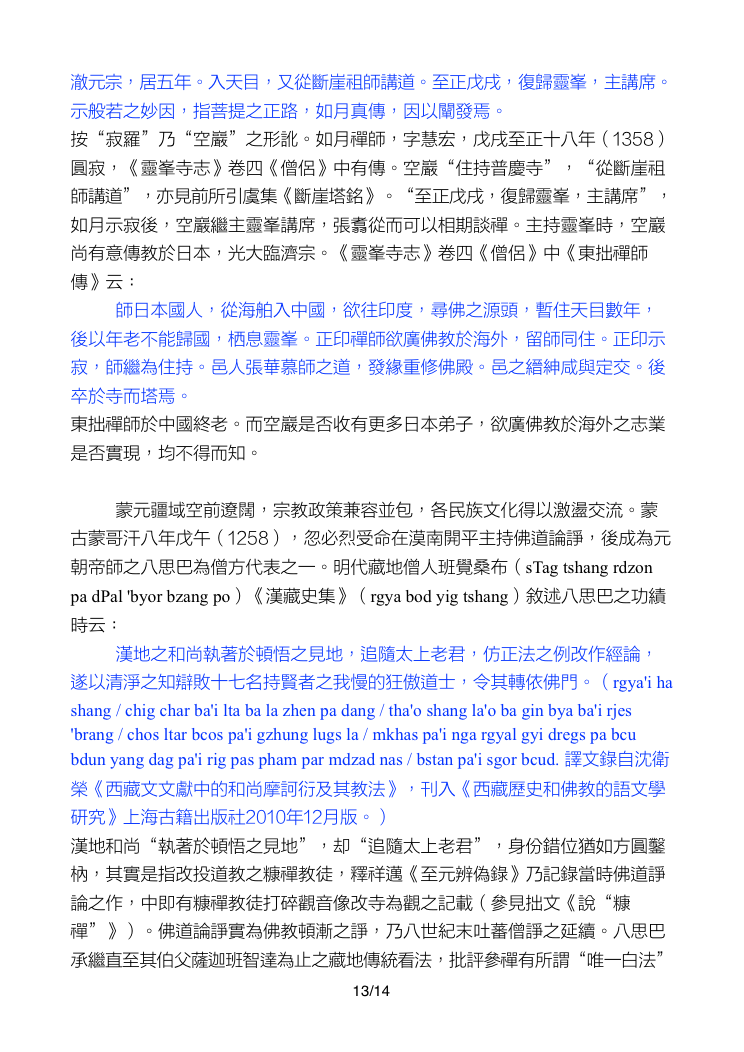 澈元宗，居五年。入天目，又從斷崖祖師講道。至正戊戌，復歸靈峯，主講席。
示般若之妙因，指菩提之正路，如月真傳，因以闡發焉。
按“寂羅”乃“空巖”之形訛。如月禪師，字慧宏，戊戌至正十八年（1358）
圓寂，《靈峯寺志》卷四《僧侶》中有傳。空巖“住持普慶寺”，“從斷崖祖
師講道”，亦見前所引虞集《斷崖塔銘》。“至正戊戌，復歸靈峯，主講席”，
如月示寂後，空巖繼主靈峯講席，張翥從而可以相期談禪。主持靈峯時，空巖
尚有意傳教於日本，光大臨濟宗。《靈峯寺志》卷四《僧侶》中《東拙禪師
傳》云：
師日本國人，從海舶入中國，欲往印度，尋佛之源頭，暫住天目數年，
後以年老不能歸國，栖息靈峯。正印禪師欲廣佛教於海外，留師同住。正印示
寂，師繼為住持。邑人張華慕師之道，發緣重修佛殿。邑之縉紳咸與定交。後
卒於寺而塔焉。
東拙禪師於中國終老。而空巖是否收有更多日本弟子，欲廣佛教於海外之志業
是否實現，均不得而知。
蒙元疆域空前遼闊，宗教政策兼容並包，各民族文化得以激盪交流。蒙
古蒙哥汗八年戊午（1258），忽必烈受命在漠南開平主持佛道論諍，後成為元
朝帝師之八思巴為僧方代表之一。明代藏地僧人班覺桑布（sTag tshang rdzon
pa dPal 'byor bzang po）《漢藏史集》（rgya bod yig tshang）敘述八思巴之功績
時云：
漢地之和尚執著於頓悟之見地，追隨太上老君，仿正法之例改作經論，
遂以清淨之知辯敗十七名持賢者之我慢的狂傲道士，令其轉依佛門。（rgya'i ha
shang / chig char ba'i lta ba la zhen pa dang / tha'o shang la'o ba gin bya ba'i rjes
'brang / chos ltar bcos pa'i gzhung lugs la / mkhas pa'i nga rgyal gyi dregs pa bcu
bdun yang dag pa'i rig pas pham par mdzad nas / bstan pa'i sgor bcud. 譯文錄自沈衛
榮《西藏文文獻中的和尚摩訶衍及其教法》，刊入《西藏歷史和佛教的語文學
研究》上海古籍出版社2010年12月版。）
漢地和尚“執著於頓悟之見地”，却“追隨太上老君”，身份錯位猶如方圓鑿
枘，其實是指改投道教之糠禪教徒，釋祥邁《至元辨偽錄》乃記錄當時佛道諍
論之作，中即有糠禪教徒打碎觀音像改寺為觀之記載（參見拙文《說“糠
禪”》）。佛道論諍實為佛教頓漸之爭，乃八世紀末吐蕃僧諍之延續。八思巴
承繼直至其伯父薩迦班智達為止之藏地傳統看法，批評參禪有所謂“唯一白法”
13/14